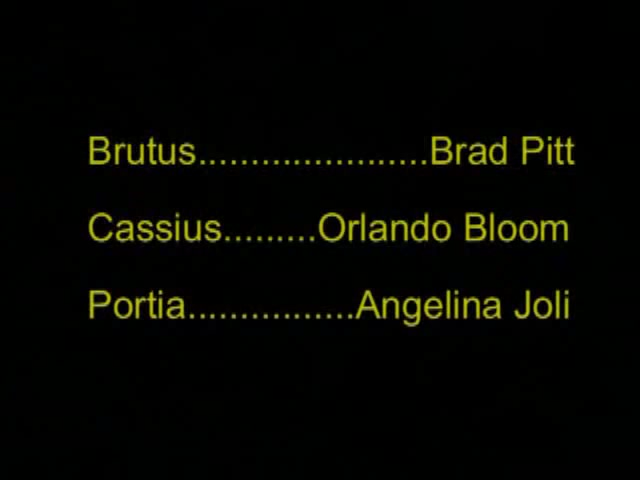 Brutus......................Brad Pitt
Cassius.........Orlando Bloom
Portia................Angelina Joli